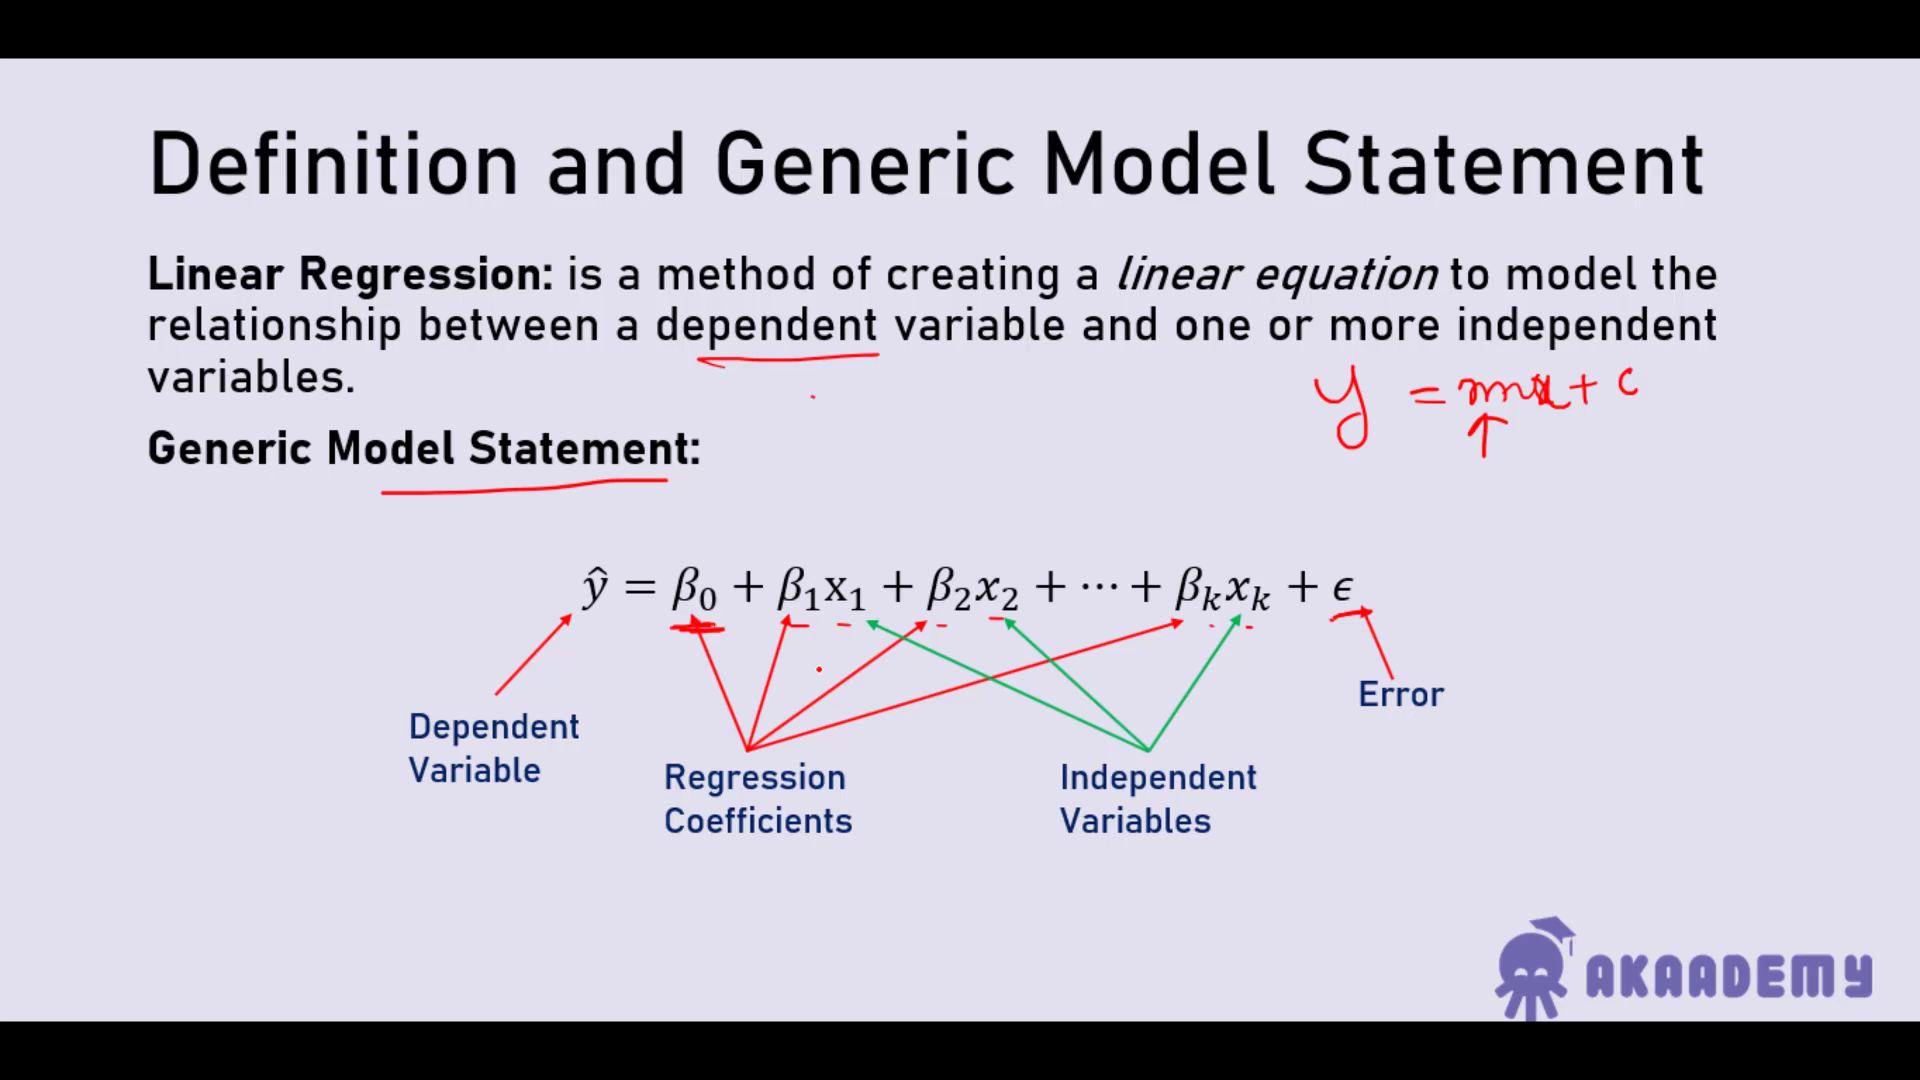 Definition and Generic Model Statement
Linear Regression: is a method of creating a linear equation to model the
relationship between a dependent variable and one or more independent
variables.
y = mx + c
Generic Model Statement:
ŷ = β₀ + β₁x₁ + β₂x₂ + ⋯ + βₖxₖ + ϵ
Dependent
Variable
Regression
Coefficients
Independent
Variables
Error
AKAADEMY